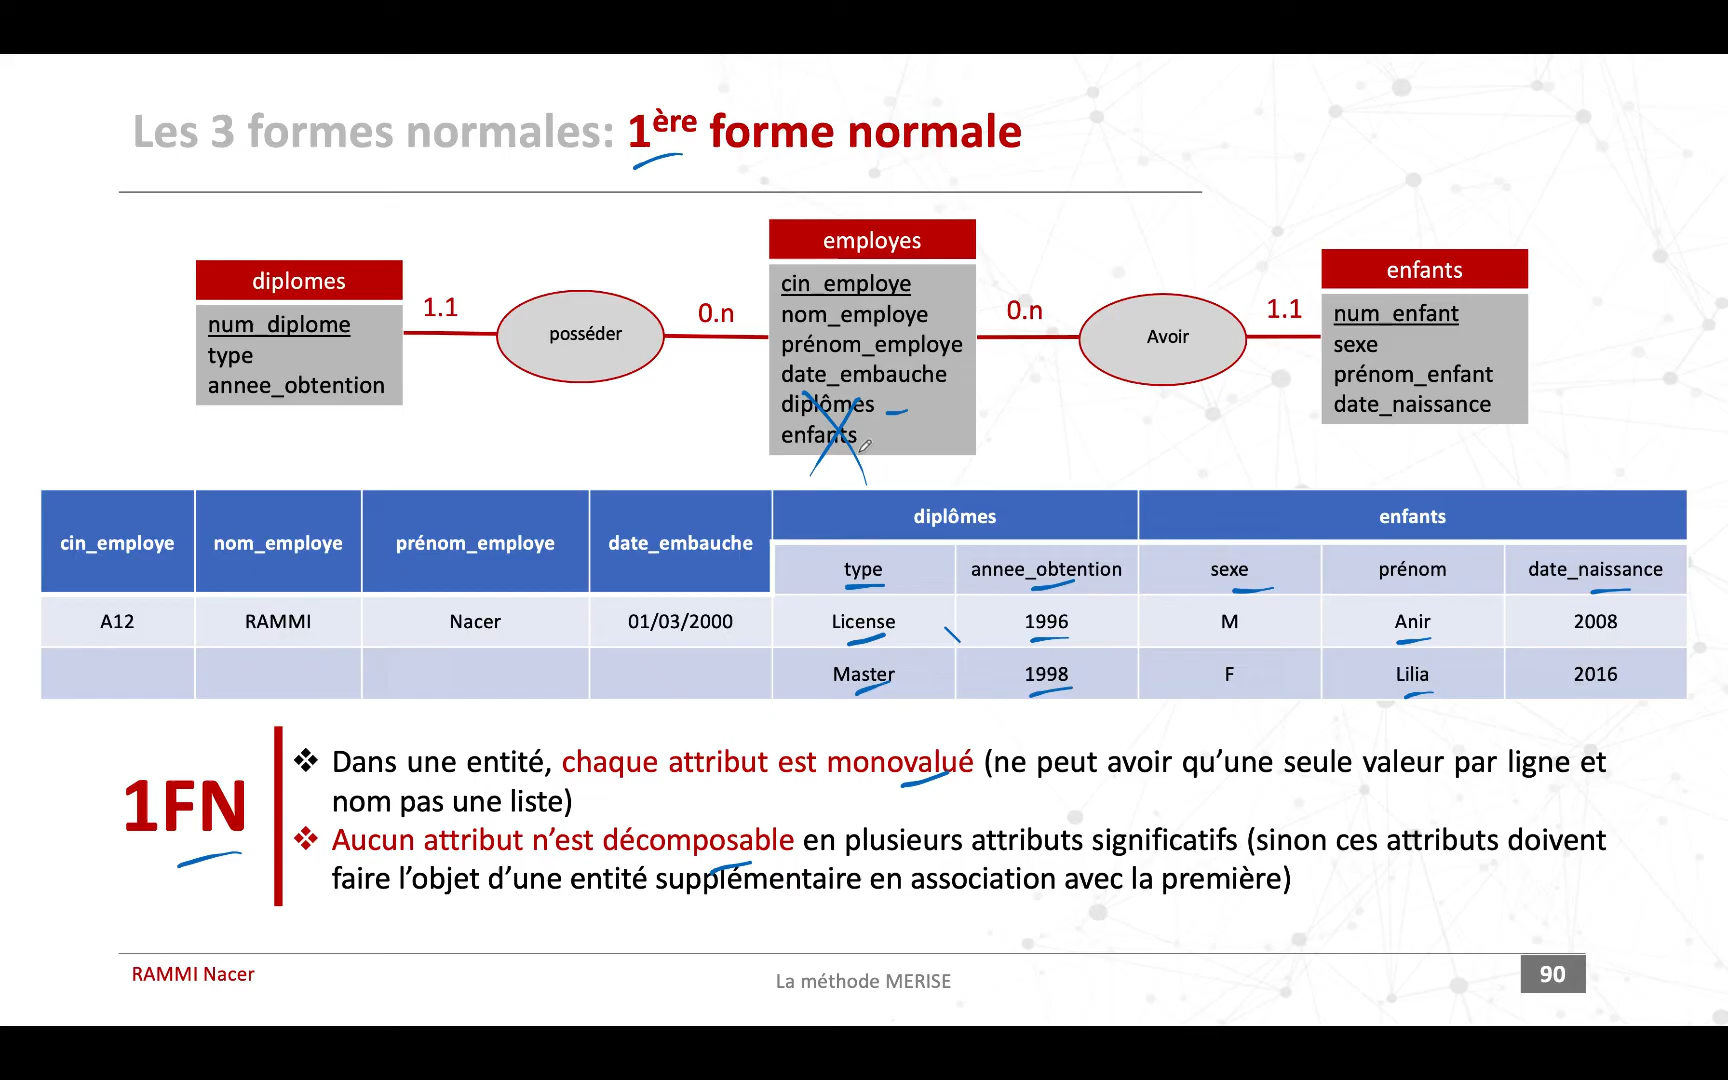 Les 3 formes normales: 1ère forme normale
diplomes
num_diplome
type
annee_obtention
1.1
posséder
0.n
employes
cin_employe
nom_employe
prénom_employe
date_embauche
diplômes
enfants
0.n
Avoir
1.1
enfants
num_enfant
sexe
prénom_enfant
date_naissance
cin_employe nom_employe prénom_employe date_embauche diplômes enfants
type annee_obtention sexe prénom date_naissance
A12 RAMMI Nacer 01/03/2000 License 1996 M Anir 2008
Master 1998 F Lilia 2016
1FN
❖ Dans une entité, chaque attribut est monovalué (ne peut avoir qu’une seule valeur par ligne et
nom pas une liste)
❖ Aucun attribut n’est décomposable en plusieurs attributs significatifs (sinon ces attributs doivent
faire l’objet d’une entité supplémentaire en association avec la première)
RAMMI Nacer
La méthode MERISE
90